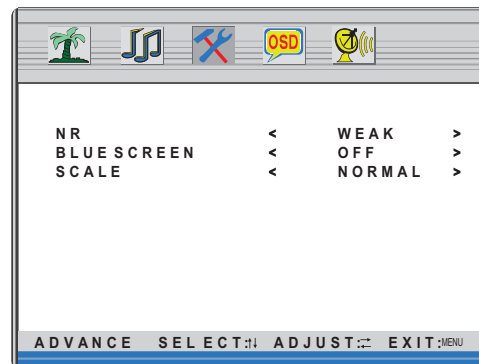 OSD
NR < WEAK >
BLUE SCREEN < OFF >
SCALE < NORMAL >
ADVANCE SELECT:↑↓ ADJUST:⇄ EXIT:MENU